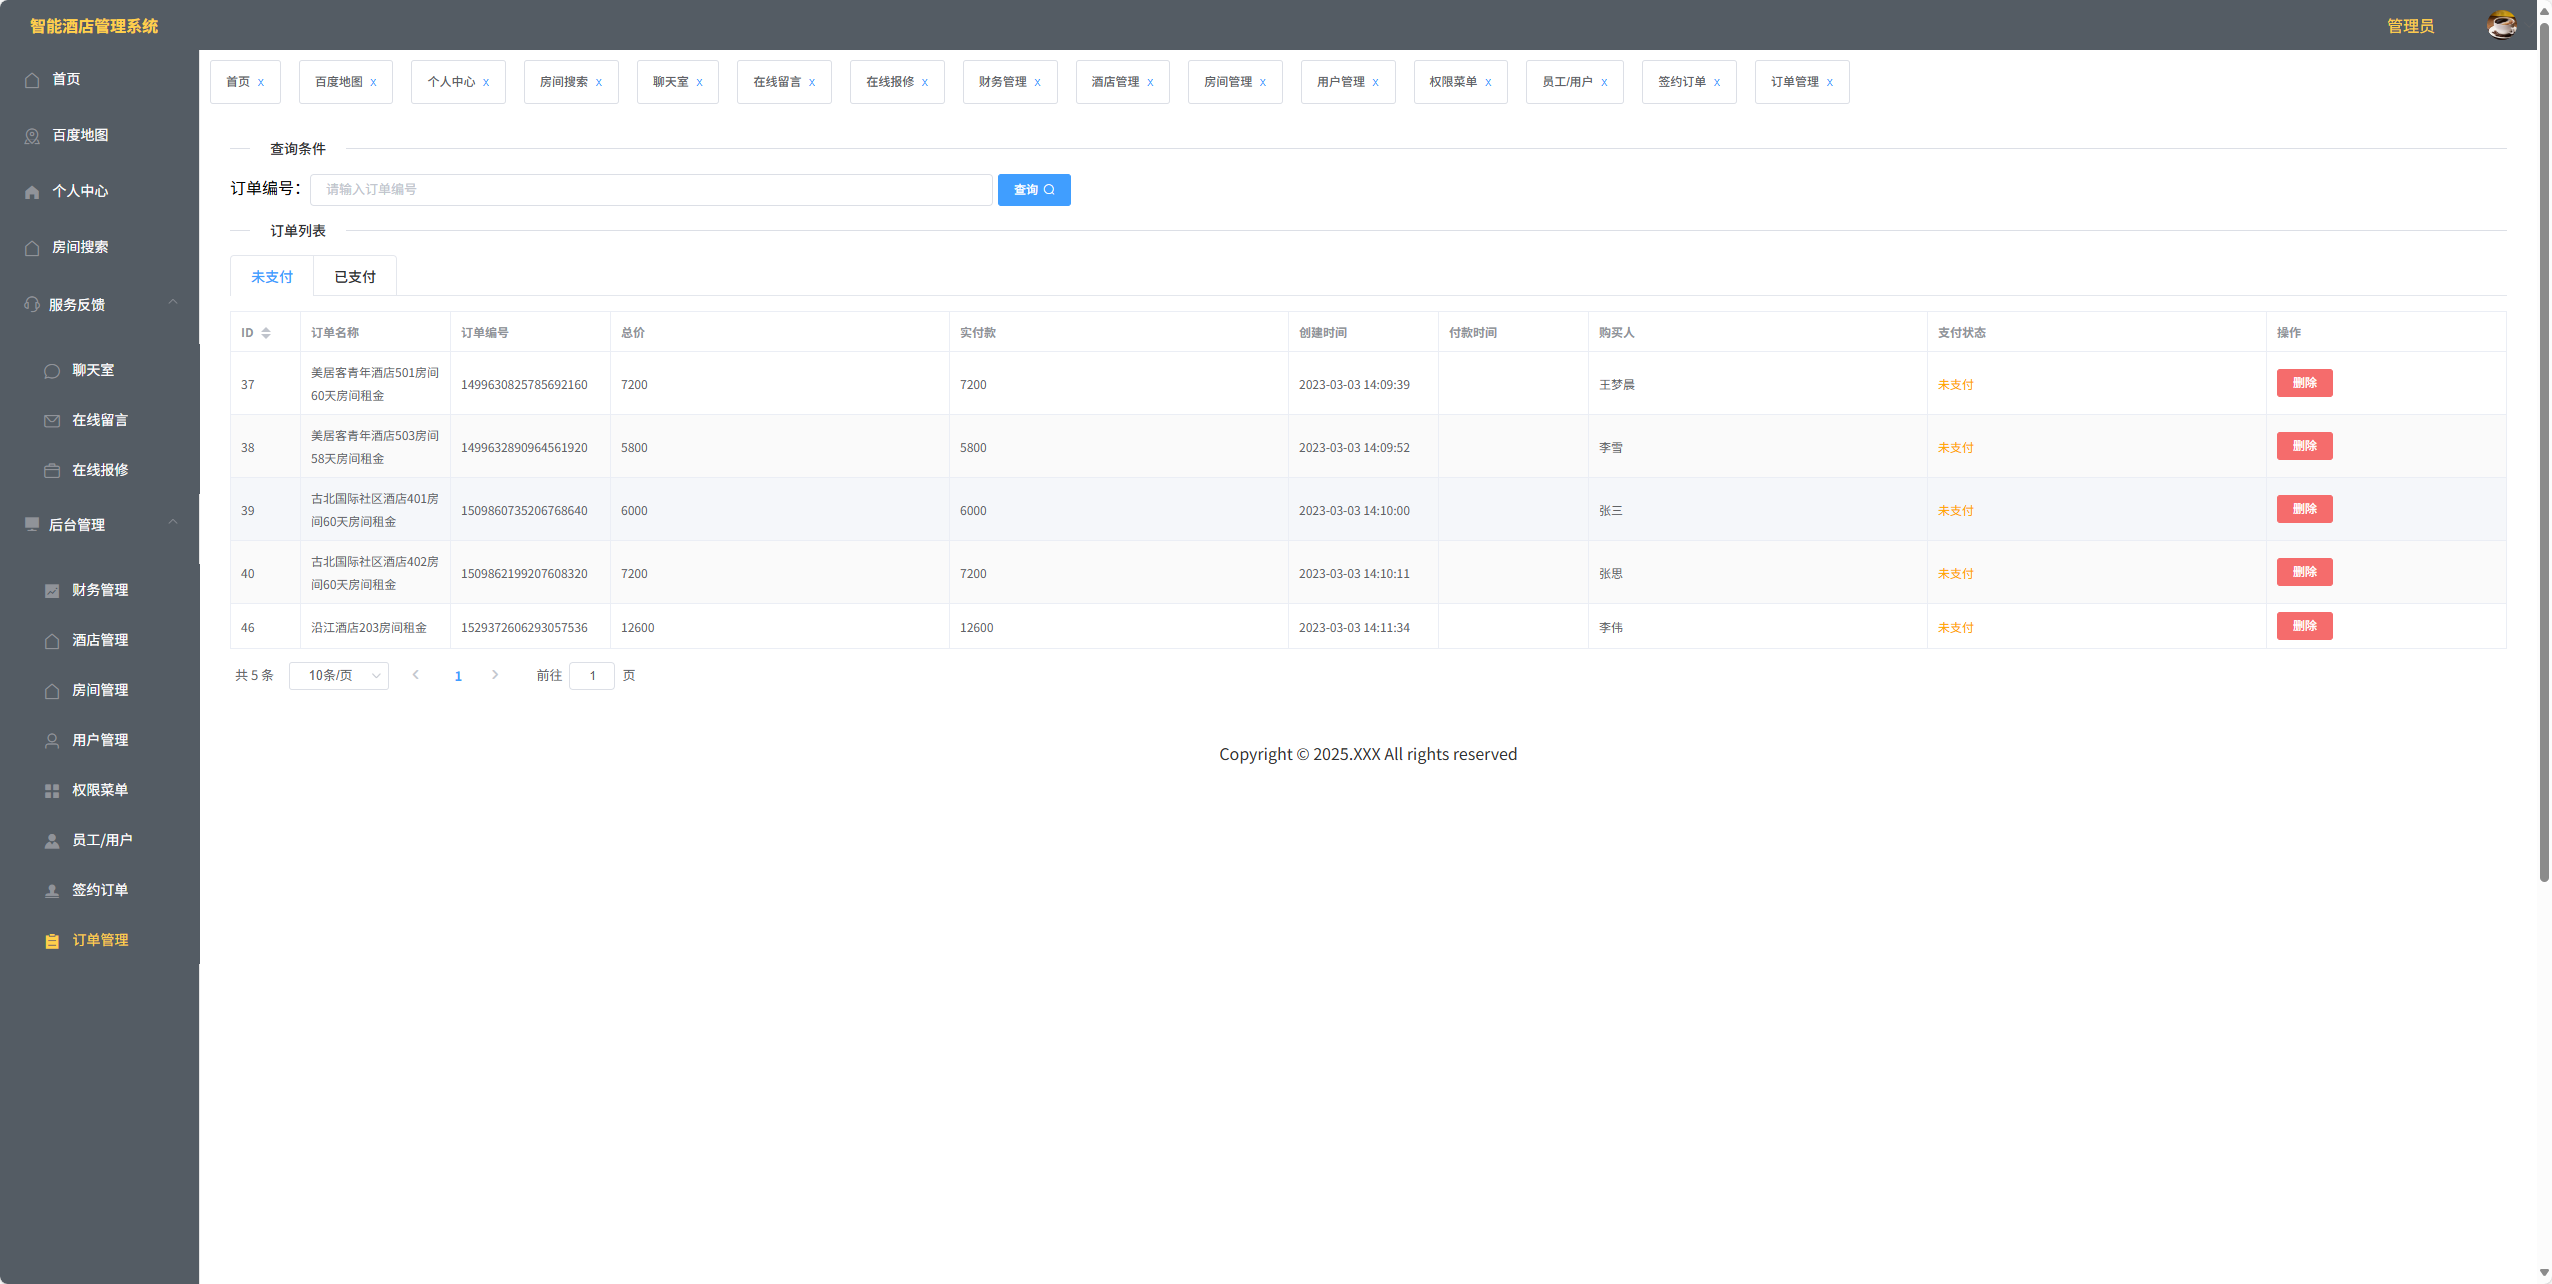 智能酒店管理系统
管理员
首页
百度地图
个人中心
房间搜索
服务反馈
聊天室
在线留言
在线报修
后台管理
财务管理
酒店管理
房间管理
用户管理
权限菜单
员工/用户
签约订单
订单管理
首页 x 百度地图 x 个人中心 x 房间搜索 x 聊天室 x 在线留言 x 在线报修 x 财务管理 x 酒店管理 x 房间管理 x 用户管理 x 权限菜单 x 员工/用户 x 签约订单 x 订单管理 x
查询条件
订单编号： 请输入订单编号 查询
订单列表
未支付 已支付
ID 订单名称 订单编号 总价 实付款 创建时间 付款时间 购买人 支付状态 操作
37 美居客青年酒店501房间 1499630825785692160 7200 7200 2023-03-03 14:09:39 王梦晨 未支付 删除
60天房间租金
38 美居客青年酒店503房间 1499632890964561920 5800 5800 2023-03-03 14:09:52 李雪 未支付 删除
58天房间租金
39 古北国际社区酒店401房 1509860735206768640 6000 6000 2023-03-03 14:10:00 张三 未支付 删除
间60天房间租金
40 古北国际社区酒店402房 1509862199207608320 7200 7200 2023-03-03 14:10:11 张思 未支付 删除
间60天房间租金
46 沿江酒店203房间租金 1529372606293057536 12600 12600 2023-03-03 14:11:34 李伟 未支付 删除
共 5 条 10条/页 1 前往 1 页
Copyright © 2025.XXX All rights reserved